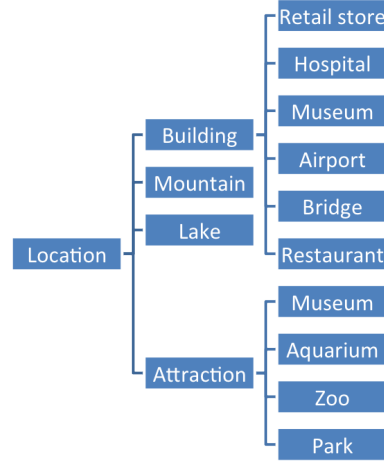 Retail store
Hospital
Museum
Building
Airport
Mountain
Bridge
Lake
Location
Restaurant
Museum
Aquarium
Attraction
Zoo
Park